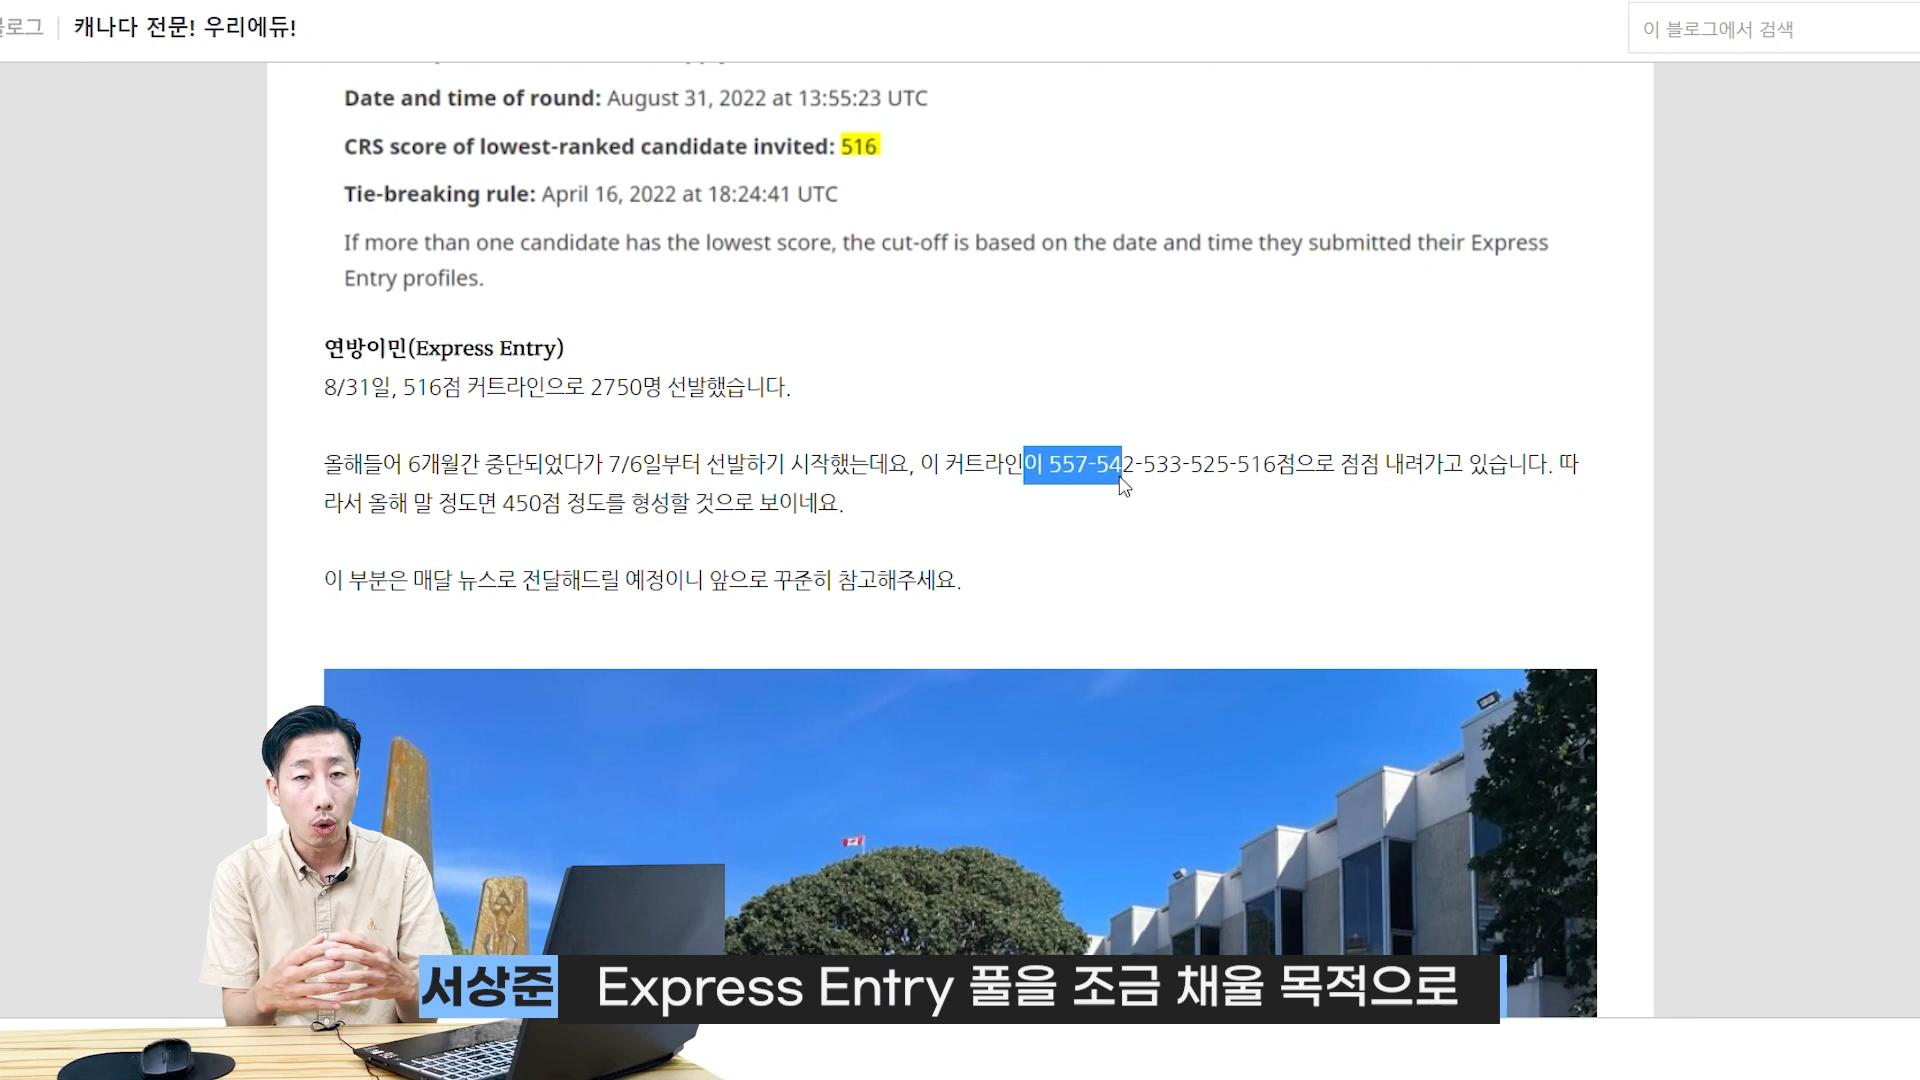 블로그 | 캐나다 전문! 우리에듀!
이 블로그에서 검색
Date and time of round: August 31, 2022 at 13:55:23 UTC
CRS score of lowest-ranked candidate invited: 516
Tie-breaking rule: April 16, 2022 at 18:24:41 UTC
If more than one candidate has the lowest score, the cut-off is based on the date and time they submitted their Express
Entry profiles.
연방이민(Express Entry)
8/31일, 516점 커트라인으로 2750명 선발했습니다.
올해들어 6개월간 중단되었다가 7/6일부터 선발하기 시작했는데요, 이 커트라인이 557-542-533-525-516점으로 점점 내려가고 있습니다. 따
라서 올해 말 정도면 450점 정도를 형성할 것으로 보이네요.
이 부분은 매달 뉴스로 전달해드릴 예정이니 앞으로 꾸준히 참고해주세요.
서상준 Express Entry 풀을 조금 채울 목적으로